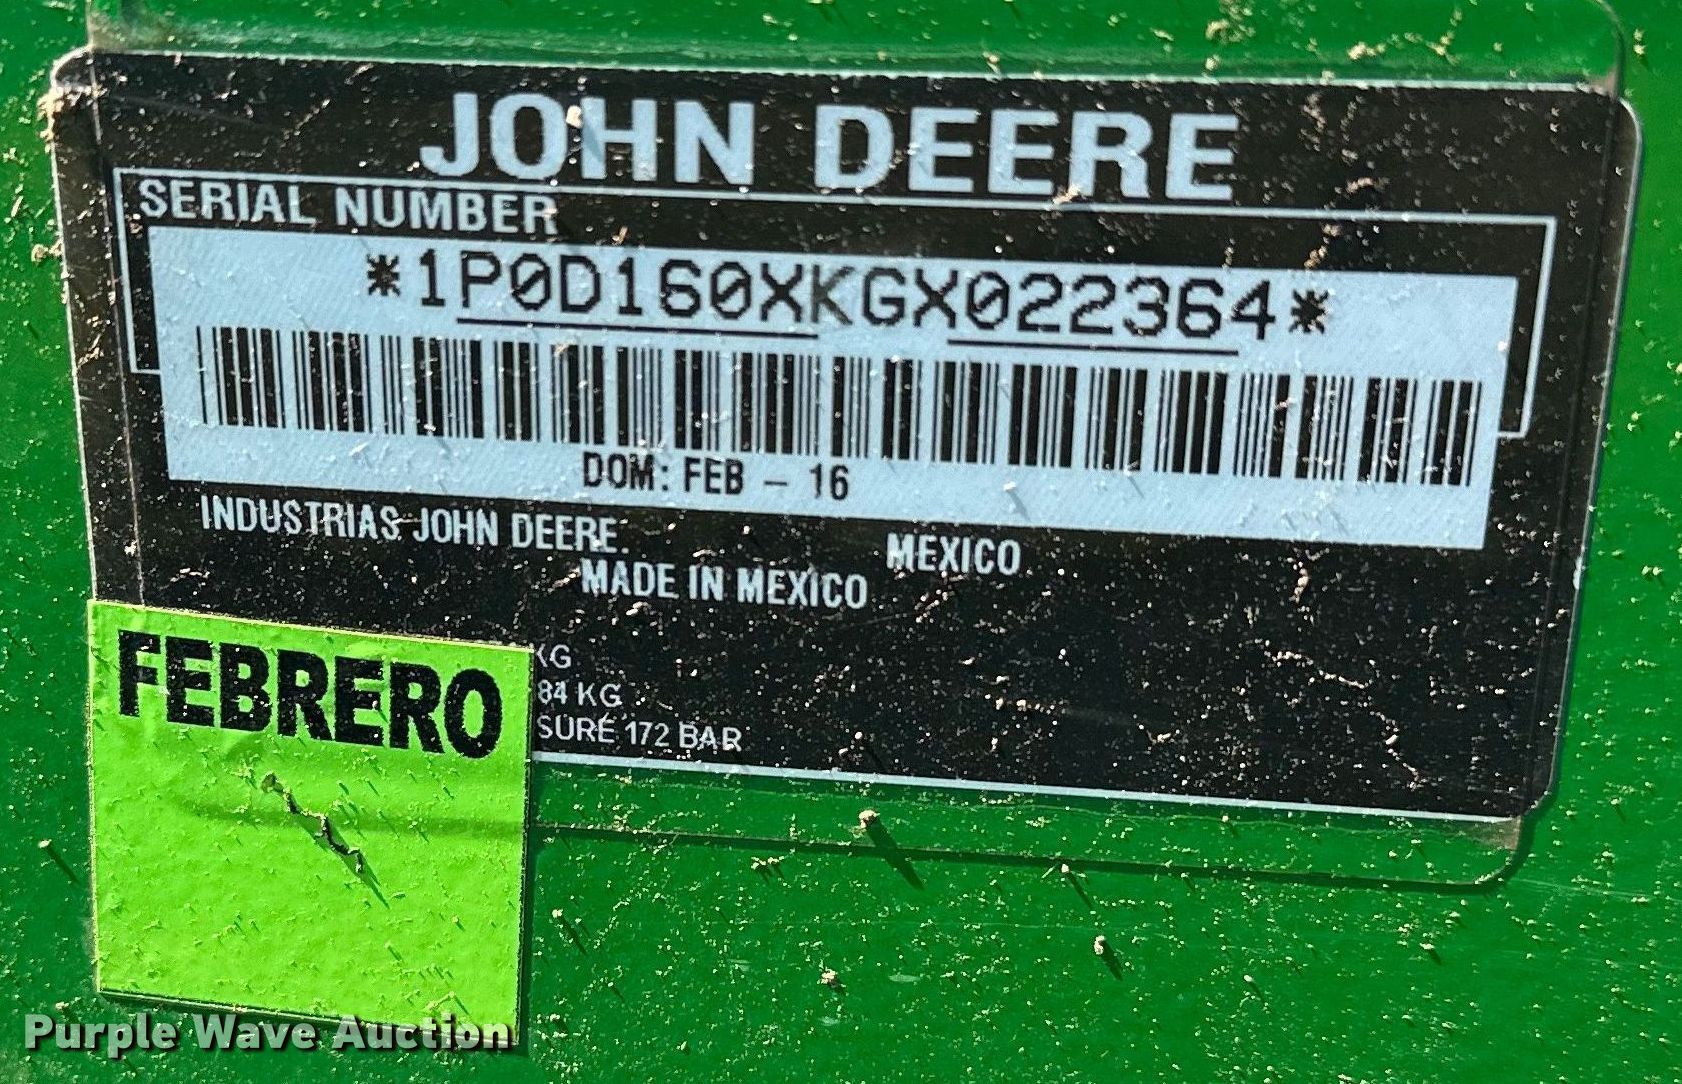 JOHN DEERE
SERIAL NUMBER
*1P0D160XKGX022364*
DOM: FEB - 16
INDUSTRIAS JOHN DEERE. MEXICO
MADE IN MEXICO
KG
84 KG
SURE 172 BAR
FEBRERO
Purple Wave Auction